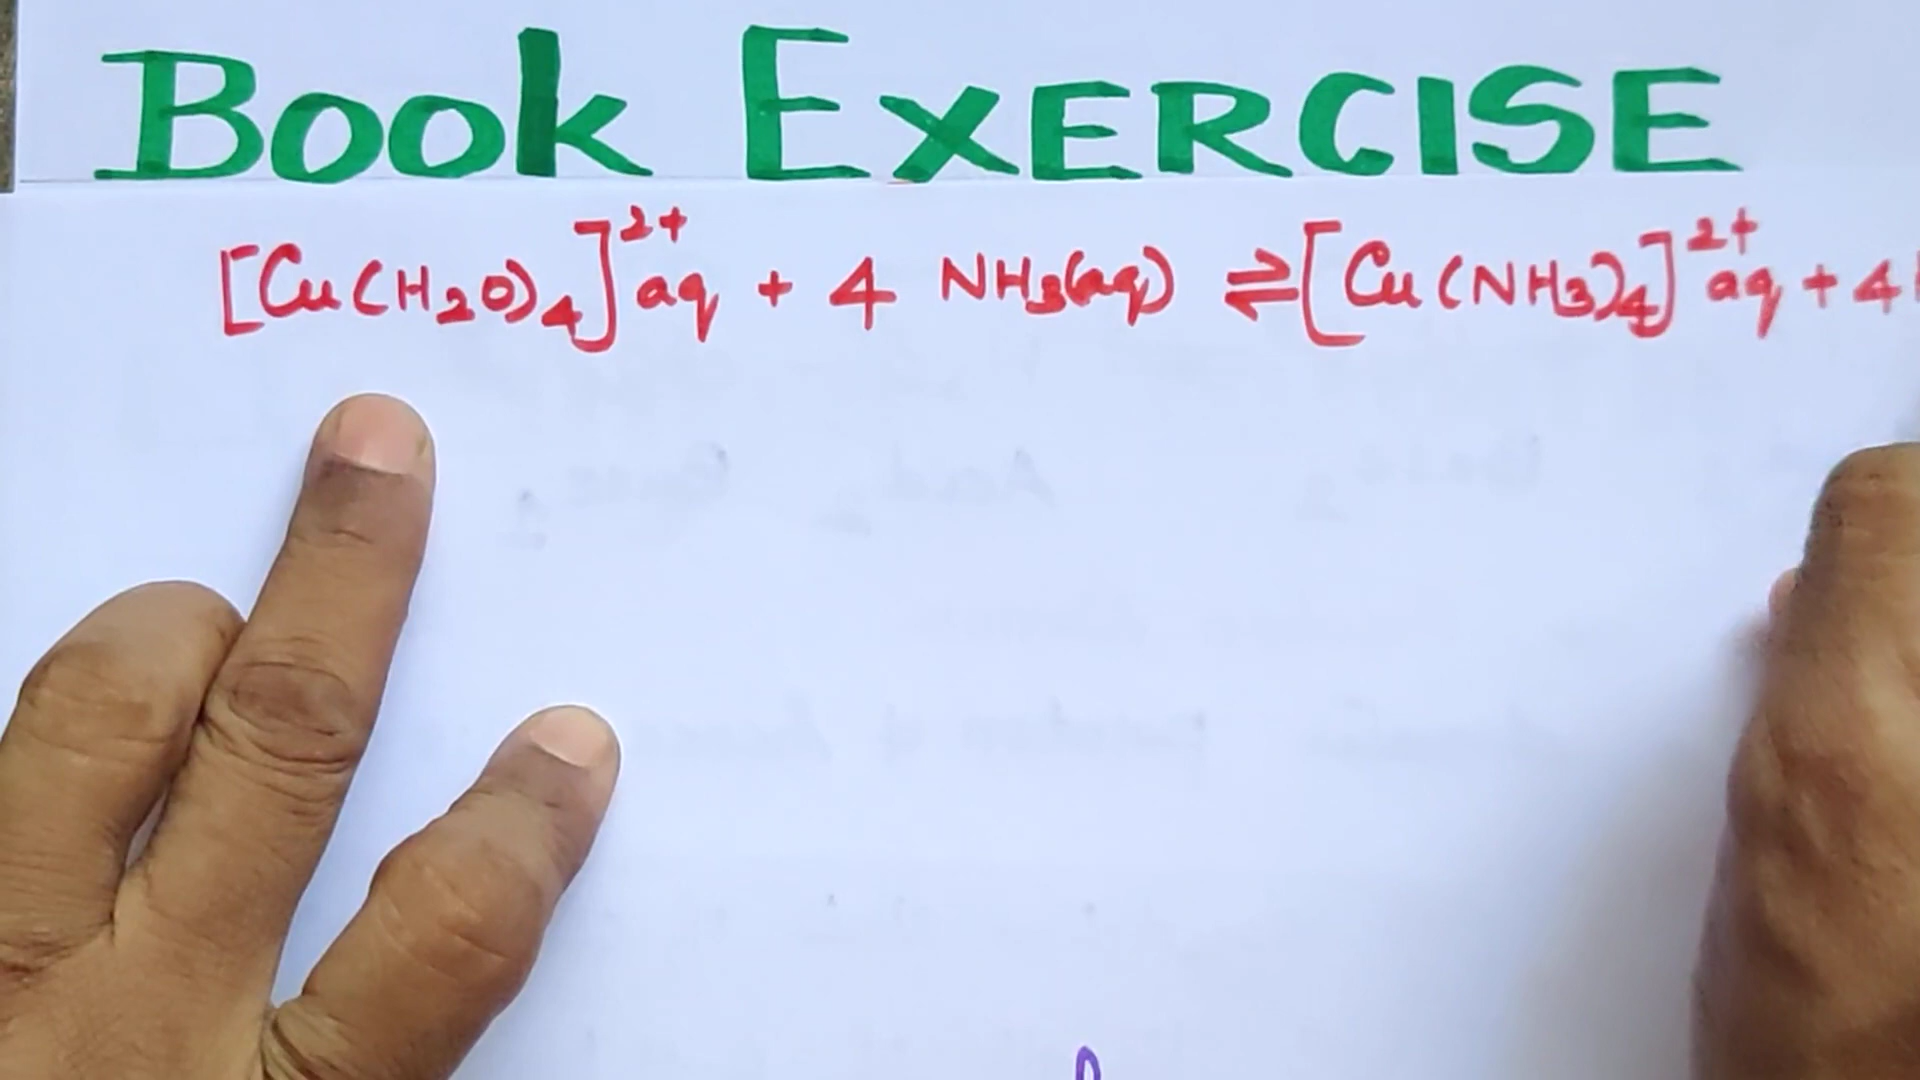 Book EXERCISE
[Cu(H2O)4]2+ aq + 4 NH3(aq) ⇌ [Cu(NH3)4]2+ aq + 4